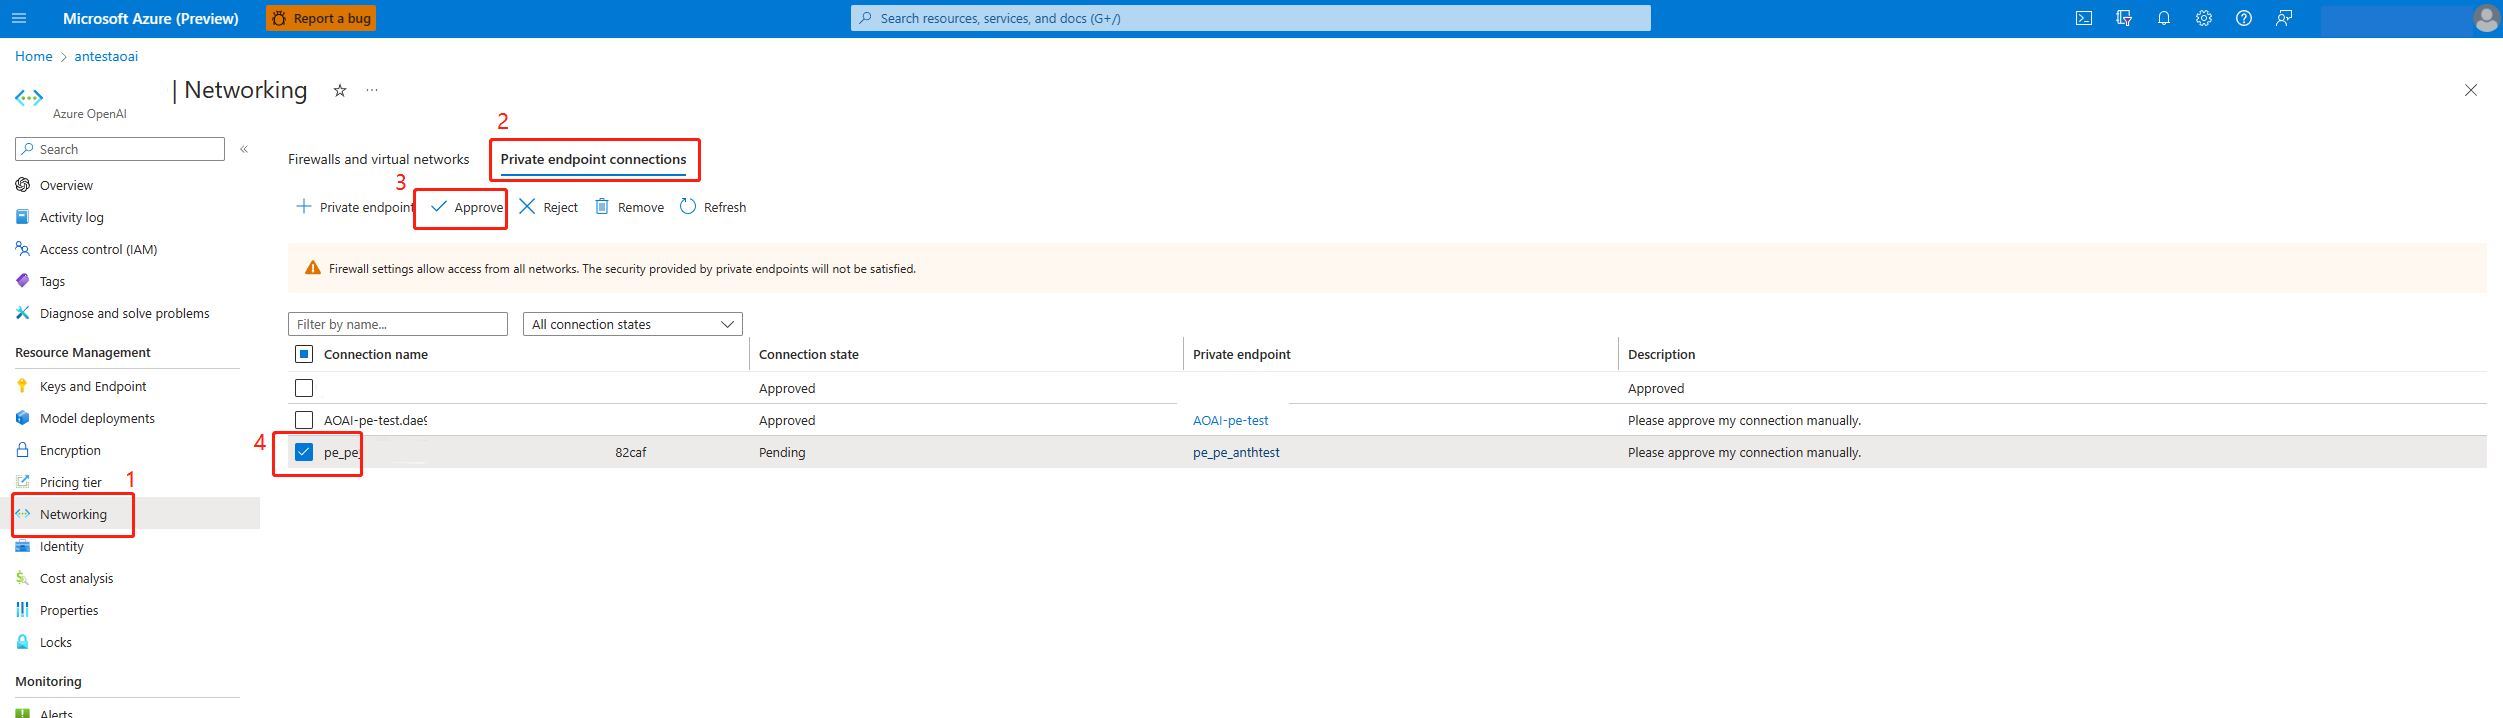 Microsoft Azure (Preview)
Report a bug
Search resources, services, and docs (G+/)
Home > antestaoai
| Networking
Azure OpenAI
Search
Overview
Activity log
Access control (IAM)
Tags
Diagnose and solve problems
Resource Management
Keys and Endpoint
Model deployments
Encryption
Pricing tier
1
Networking
Identity
Cost analysis
Properties
Locks
Monitoring
Alerts
2
Firewalls and virtual networks
Private endpoint connections
3
Private endpoint
Approve
Reject
Remove
Refresh
Firewall settings allow access from all networks. The security provided by private endpoints will not be satisfied.
Filter by name...
All connection states
Connection name Connection state Private endpoint Description
Approved Approved
AOAI-pe-test.dae9 Approved AOAI-pe-test Please approve my connection manually.
4
pe_pe_ 82caf Pending pe_pe_anthtest Please approve my connection manually.